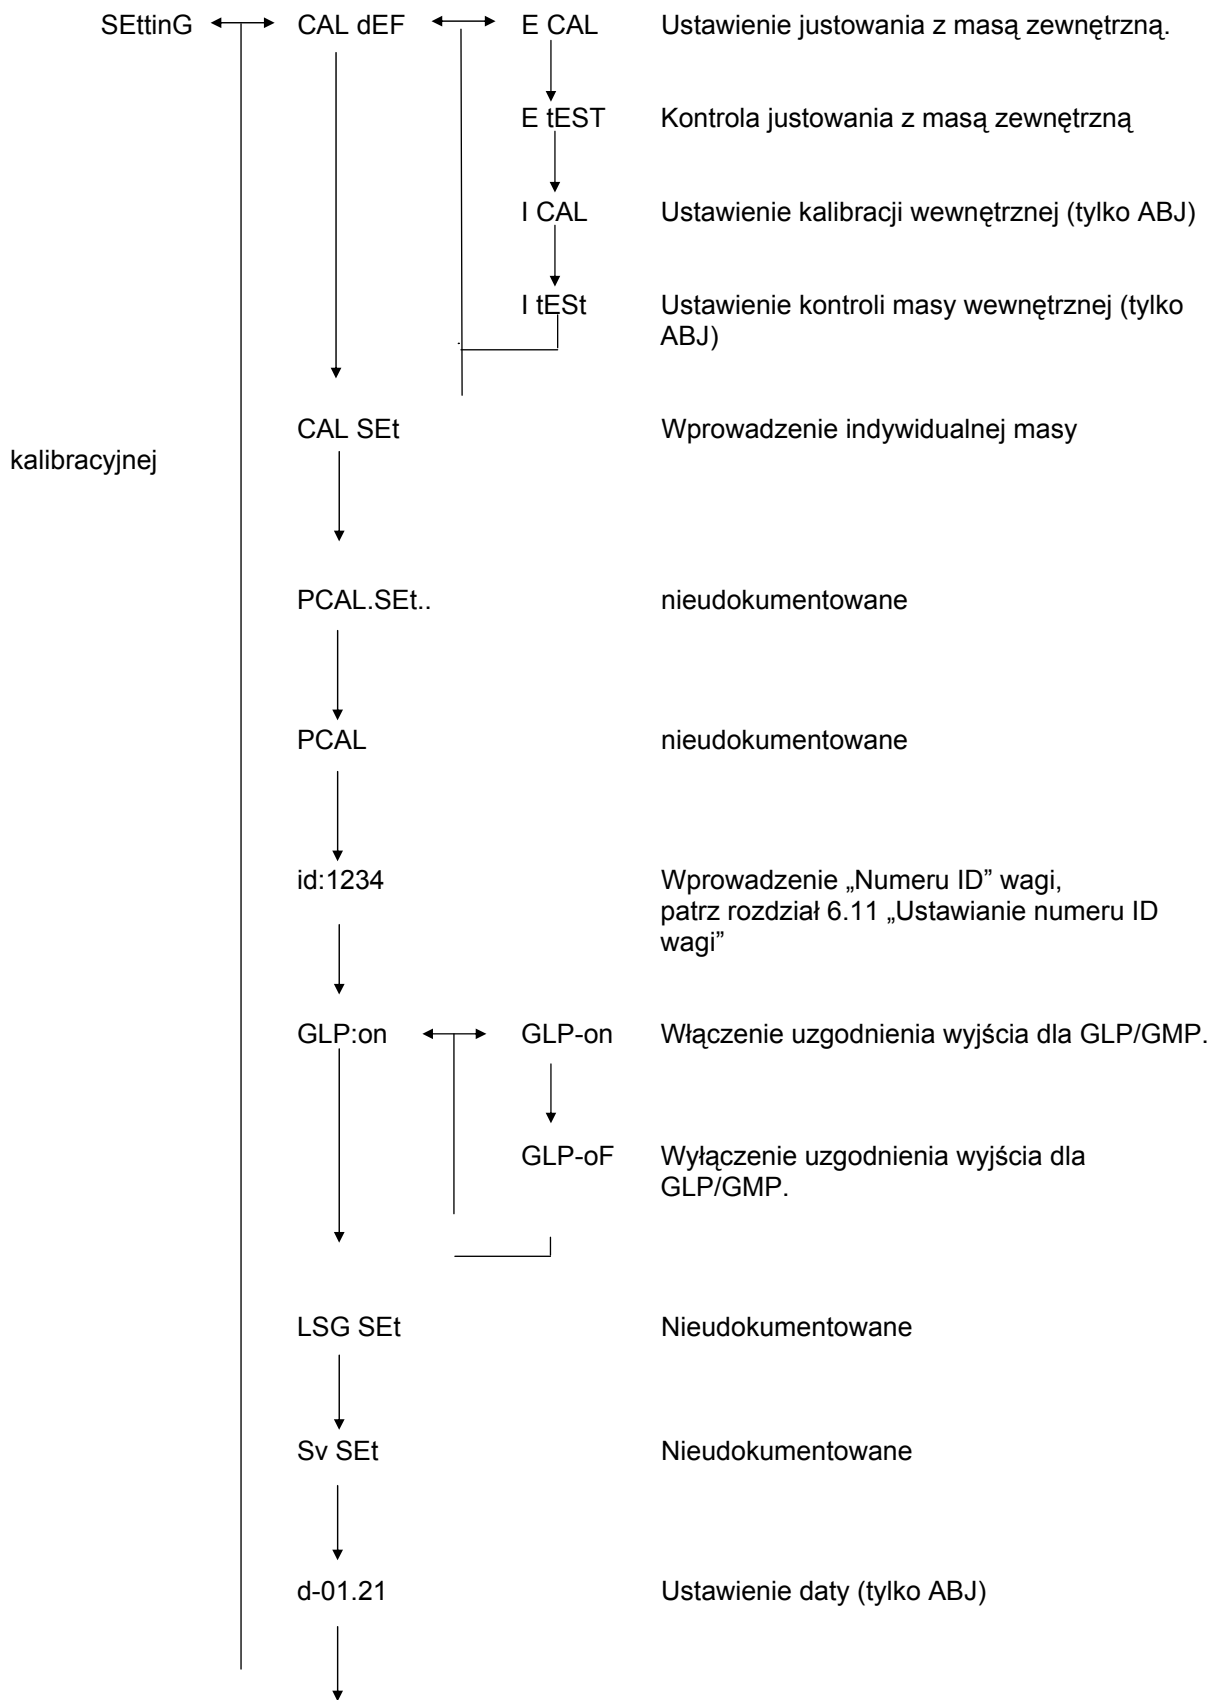 SEttinG CAL dEF E CAL Ustawienie justowania z masą zewnętrzną.
E tEST Kontrola justowania z masą zewnętrzną
I CAL Ustawienie kalibracji wewnętrznej (tylko ABJ)
I tESt Ustawienie kontroli masy wewnętrznej (tylko
ABJ)
CAL SEt Wprowadzenie indywidualnej masy
kalibracyjnej
PCAL.SEt.. nieudokumentowane
PCAL nieudokumentowane
id:1234 Wprowadzenie „Numeru ID” wagi,
patrz rozdział 6.11 „Ustawianie numeru ID
wagi”
GLP:on GLP-on Włączenie uzgodnienia wyjścia dla GLP/GMP.
GLP-oF Wyłączenie uzgodnienia wyjścia dla
GLP/GMP.
LSG SEt Nieudokumentowane
Sv SEt Nieudokumentowane
d-01.21 Ustawienie daty (tylko ABJ)